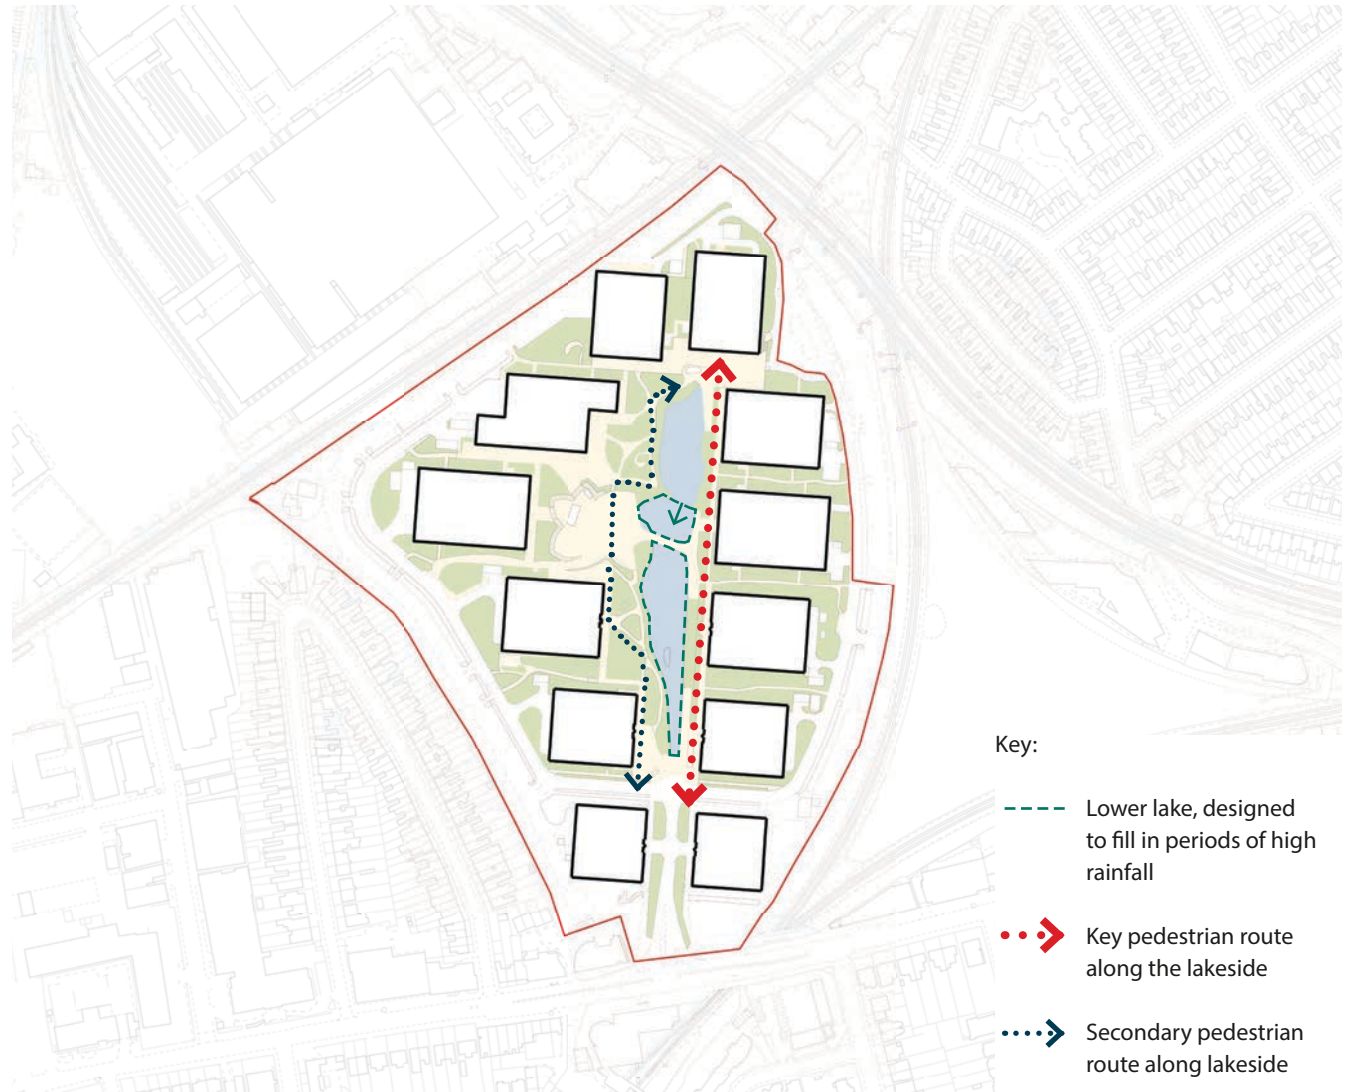 Key:
Lower lake, designed
to fill in periods of high
rainfall
Key pedestrian route
along the lakeside
Secondary pedestrian
route along lakeside